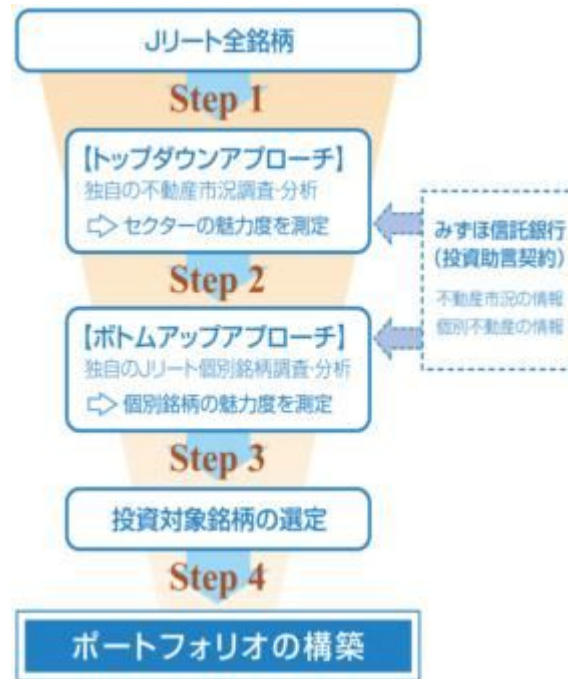 Jリート全銘柄
Step 1
【トップダウンアプローチ】
独自の不動産市況調査・分析
⇨ セクターの魅力度を測定
みずほ信託銀行
(投資助言契約)
不動産市況の情報
個別不動産の情報
Step 2
【ボトムアップアプローチ】
独自のJリート個別銘柄調査・分析
⇨ 個別銘柄の魅力度を測定
Step 3
投資対象銘柄の選定
Step 4
ポートフォリオの構築